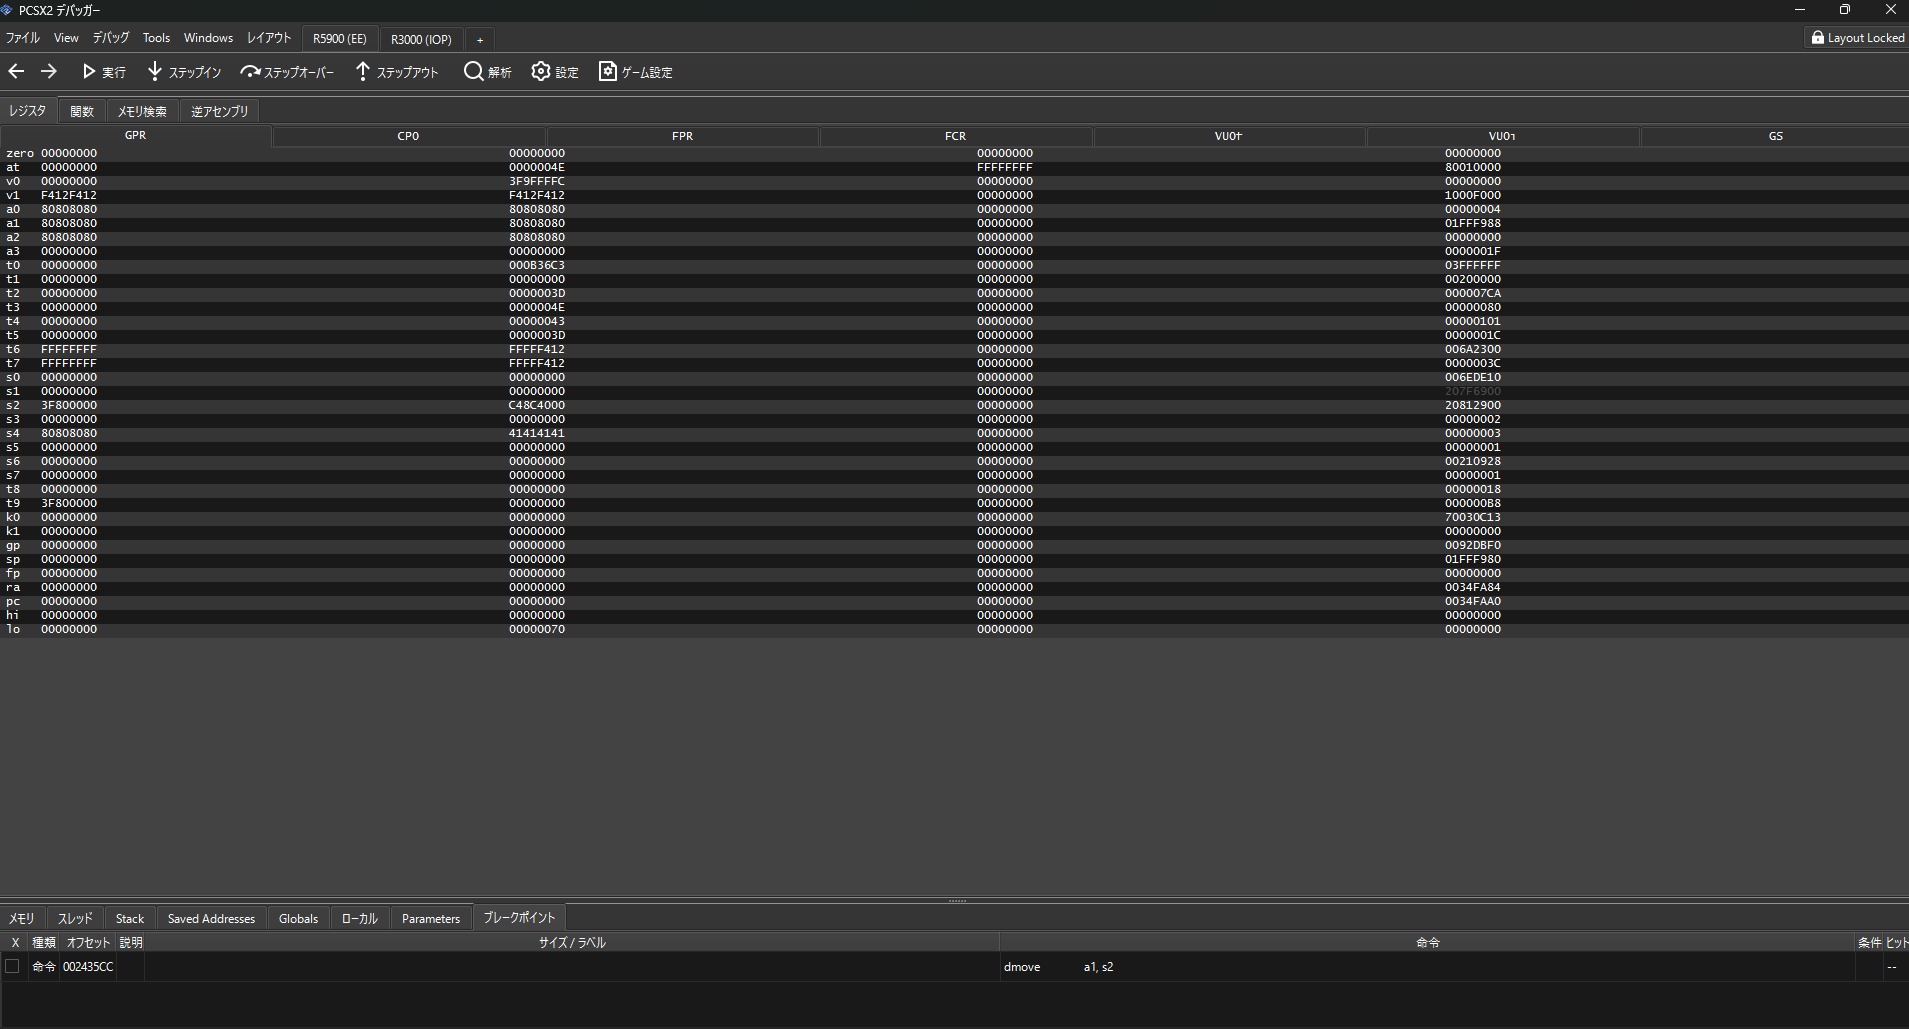 PCSX2 デバッガー
ファイル View デバッグ Tools Windows レイアウト R5900 (EE) R3000 (IOP) + Layout Locked
実行 ステップイン ステップオーバー ステップアウト 解析 設定 ゲーム設定
レジスタ 関数 メモリ検索 逆アセンブリ
GPR CP0 FPR FCR VU0f VU0i GS
zero 00000000 00000000 00000000 00000000
at 00000000 0000004E FFFFFFFF 80010000
v0 00000000 3F9FFFFC 00000000 00000000
v1 F412F412 F412F412 00000000 1000F000
a0 80808080 80808080 00000000 00000004
a1 80808080 80808080 00000000 01FFF988
a2 80808080 80808080 00000000 00000000
a3 00000000 00000000 00000000 0000001F
t0 00000000 000B36C3 00000000 03FFFFFF
t1 00000000 00000000 00000000 00200000
t2 00000000 0000003D 00000000 000007CA
t3 00000000 0000004E 00000000 00000080
t4 00000000 00000043 00000000 00000101
t5 00000000 0000003D 00000000 0000001C
t6 FFFFFFFF FFFFF412 00000000 006A2300
t7 FFFFFFFF FFFFF412 00000000 0000003C
s0 00000000 00000000 00000000 006EDE10
s1 00000000 00000000 00000000 207F6900
s2 3F800000 C48C4000 00000000 20812900
s3 00000000 00000000 00000000 00000002
s4 80808080 41414141 00000000 00000003
s5 00000000 00000000 00000000 00000001
s6 00000000 00000000 00000000 00210928
s7 00000000 00000000 00000000 00000001
t8 00000000 00000000 00000000 00000018
t9 3F800000 00000000 00000000 000000B8
k0 00000000 00000000 00000000 70030C13
k1 00000000 00000000 00000000 00000000
gp 00000000 00000000 00000000 0092DBF0
sp 00000000 00000000 00000000 01FFF980
fp 00000000 00000000 00000000 00000000
ra 00000000 00000000 00000000 0034FA84
pc 00000000 00000000 00000000 0034FAA0
hi 00000000 00000000 00000000 00000000
lo 00000000 00000070 00000000 00000000
メモリ スレッド Stack Saved Addresses Globals ローカル Parameters ブレークポイント
X 種類 オフセット 説明 サイズ / ラベル 命令 条件 ヒット
命令 002435CC dmove a1, s2 --